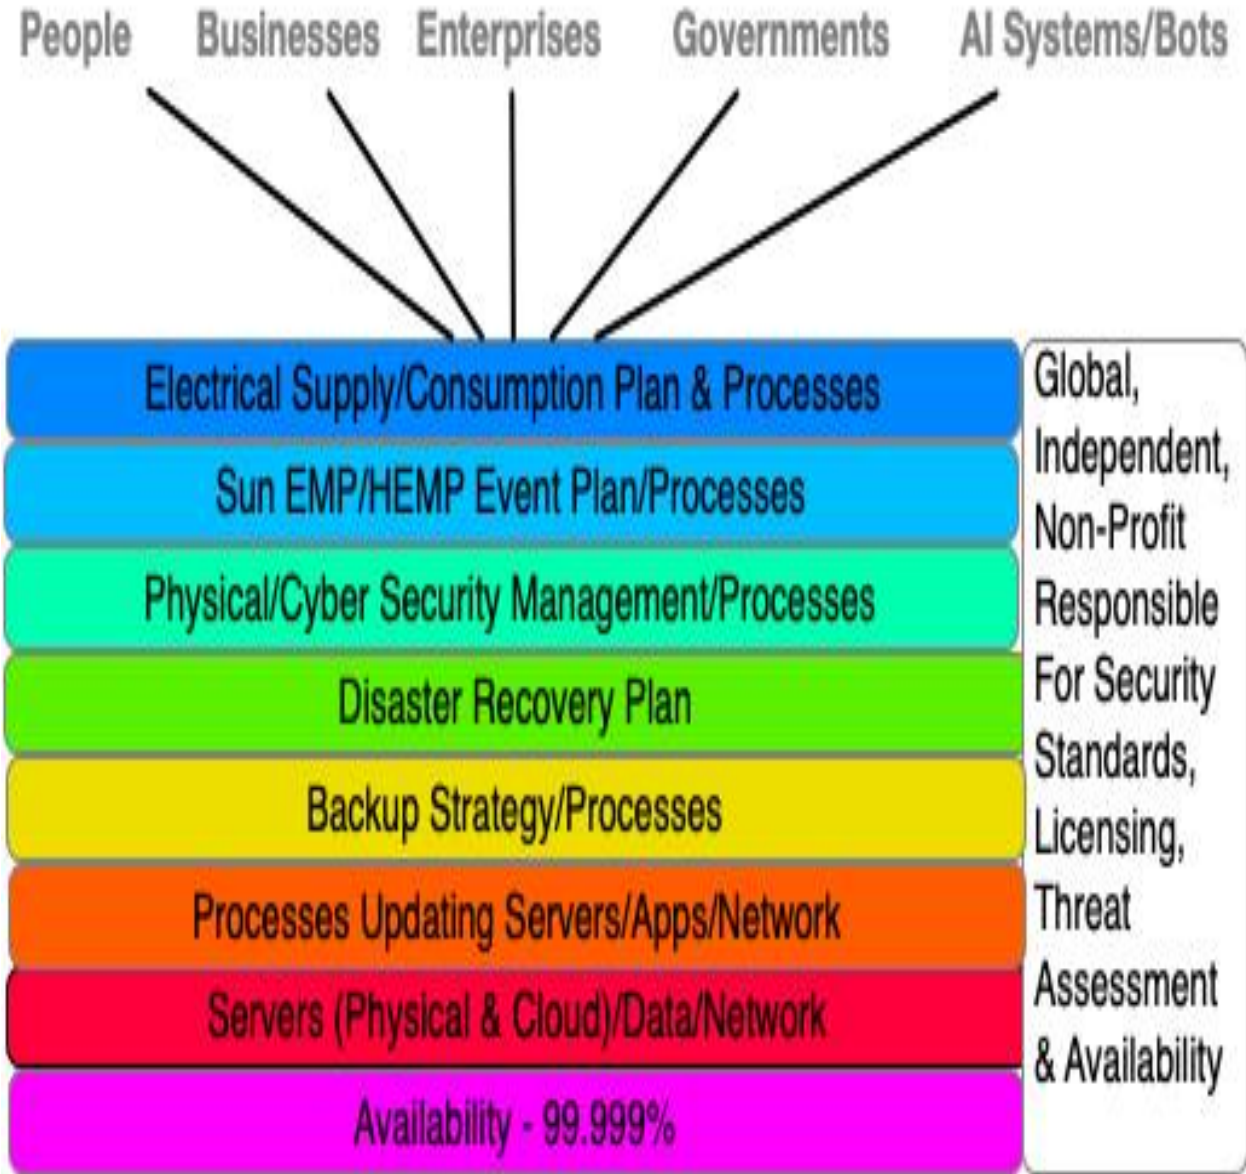 People Businesses Enterprises Governments AI Systems/Bots
Electrical Supply/Consumption Plan & Processes
Sun EMP/HEMP Event Plan/Processes
Physical/Cyber Security Management/Processes
Disaster Recovery Plan
Backup Strategy/Processes
Processes Updating Servers/Apps/Network
Servers (Physical & Cloud)/Data/Network
Availability - 99.999%
Global,
Independent,
Non-Profit
Responsible
For Security
Standards,
Licensing,
Threat
Assessment
& Availability